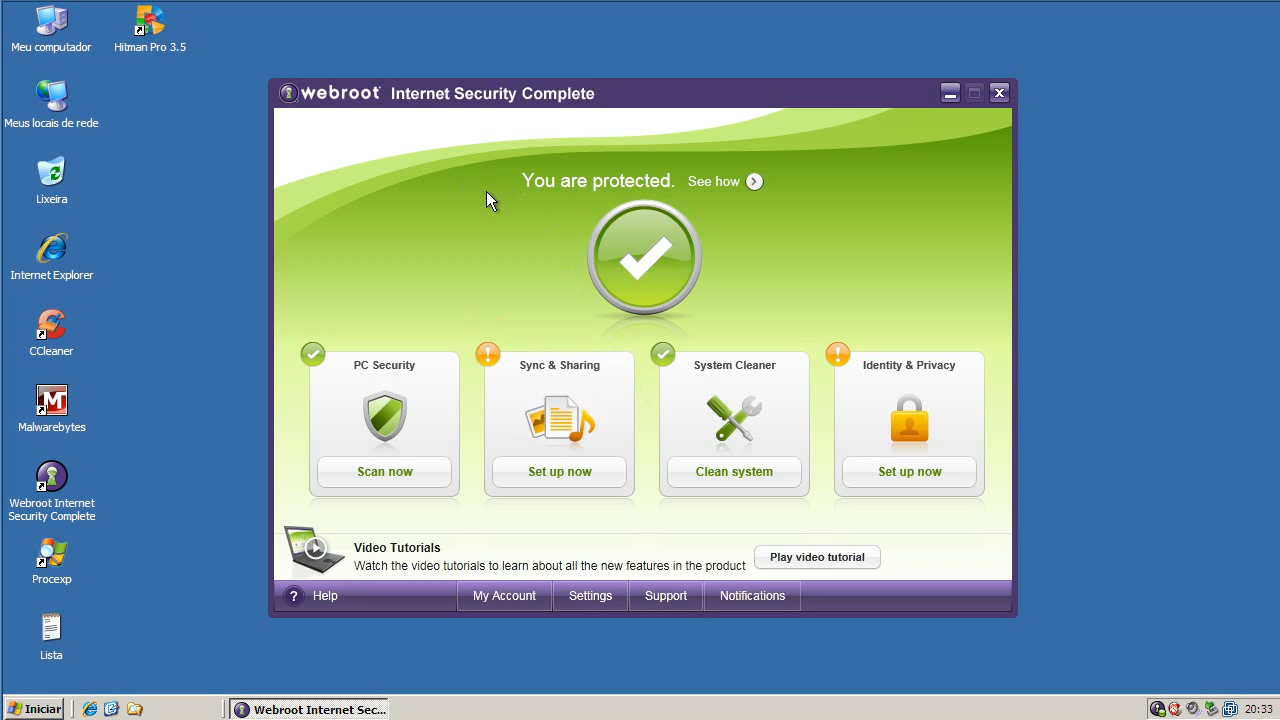 Meu computador
Hitman Pro 3.5
Meus locais de rede
Lixeira
Internet Explorer
CCleaner
Malwarebytes
Webroot Internet
Security Complete
Procexp
Lista
webroot Internet Security Complete
You are protected. See how
PC Security
Scan now
Sync & Sharing
Set up now
System Cleaner
Clean system
Identity & Privacy
Set up now
Video Tutorials
Watch the video tutorials to learn about all the new features in the product
Play video tutorial
? Help
My Account
Settings
Support
Notifications
Iniciar
Webroot Internet Sec...
20:33